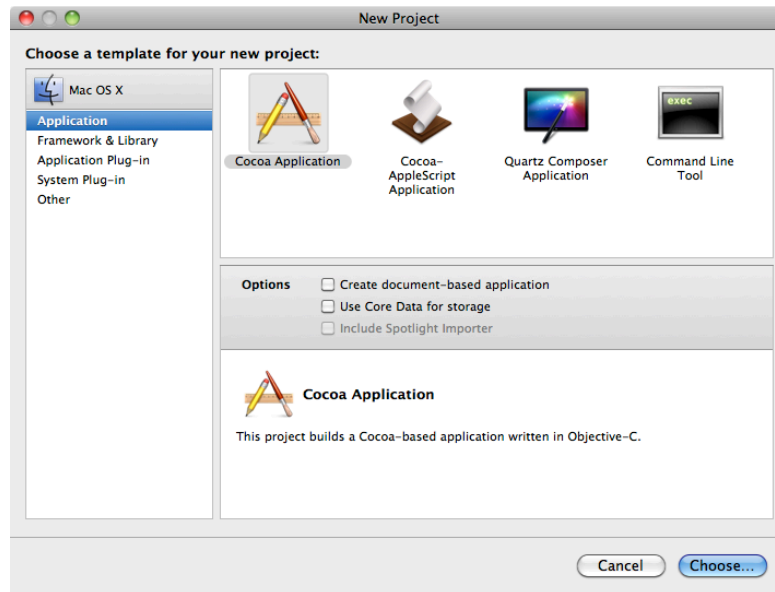 New Project
Choose a template for your new project:
Mac OS X
Application
Framework & Library
Application Plug-in
System Plug-in
Other
Cocoa Application
Cocoa-
AppleScript
Application
Quartz Composer
Application
exec
Command Line
Tool
Options
Create document-based application
Use Core Data for storage
Include Spotlight Importer
Cocoa Application
This project builds a Cocoa-based application written in Objective-C.
Cancel
Choose...